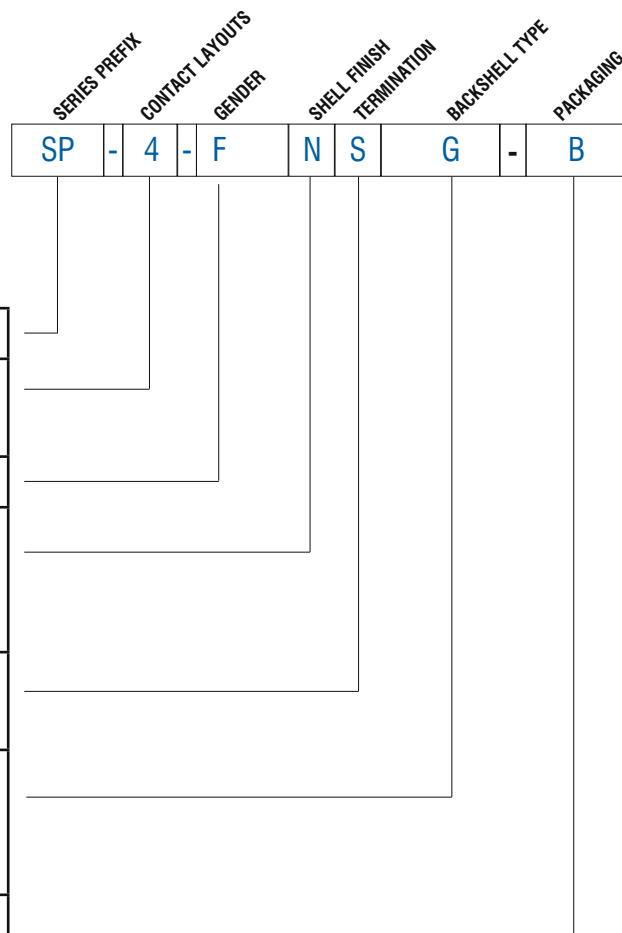 SERIES PREFIX
CONTACT LAYOUTS
GENDER
SHELL FINISH
TERMINATION
BACKSHELL TYPE
PACKAGING
SP - 4 - F N S G - B